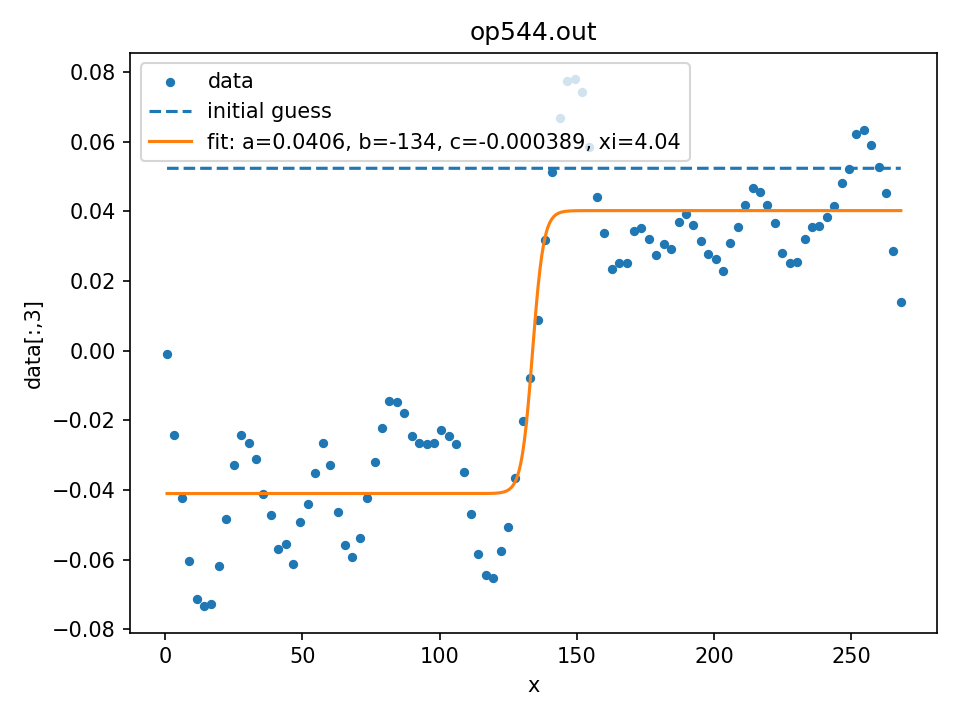 op544.out
data
initial guess
fit: a=0.0406, b=-134, c=-0.000389, xi=4.04
0.08
0.06
0.04
0.02
0.00
−0.02
−0.04
−0.06
−0.08
data[:,3]
0 50 100 150 200 250
x